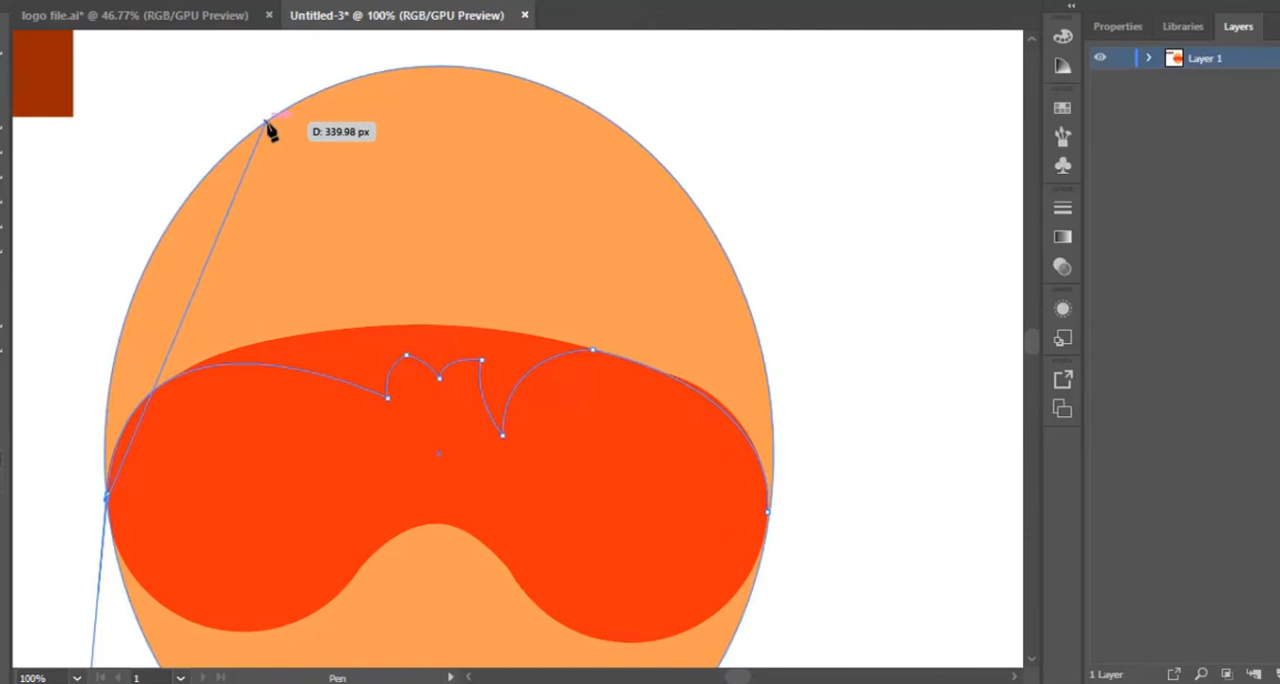 logo file.ai* @ 46.77% (RGB/GPU Preview)
Untitled-3* @ 100% (RGB/GPU Preview)
Properties
Libraries
Layers
Layer 1
D: 339.98 px
100%
1
Pen
1 Layer